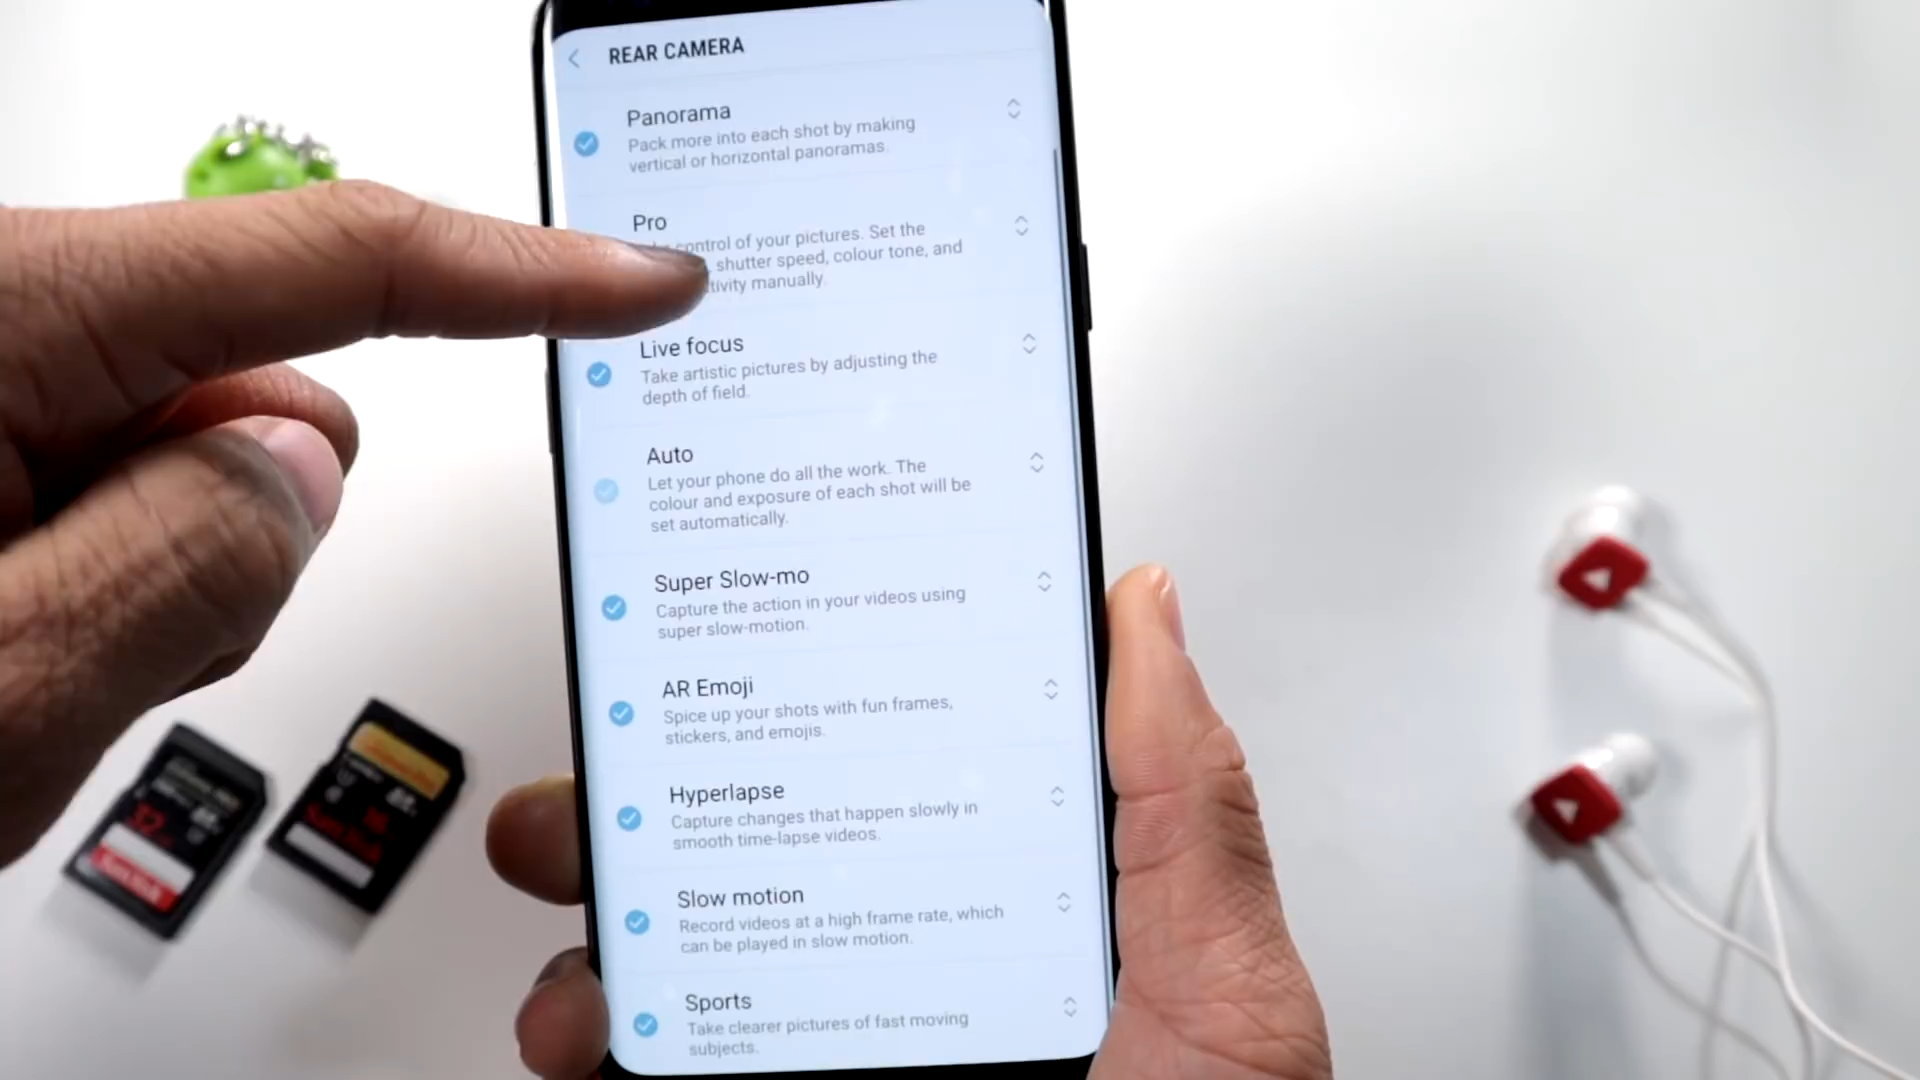 REAR CAMERA
Panorama
Pack more into each shot by making
vertical or horizontal panoramas.
Pro
control of your pictures. Set the
shutter speed, colour tone, and
manually.
Live focus
Take artistic pictures by adjusting the
depth of field.
Auto
Let your phone do all the work. The
colour and exposure of each shot will be
set automatically.
Super Slow-mo
Capture the action in your videos using
super slow-motion.
AR Emoji
Spice up your shots with fun frames,
stickers, and emojis.
Hyperlapse
Capture changes that happen slowly in
smooth time-lapse videos.
Slow motion
Record videos at a high frame rate, which
can be played in slow motion.
Sports
Take clearer pictures of fast moving
subjects.
32
SanDisk
SanDisk